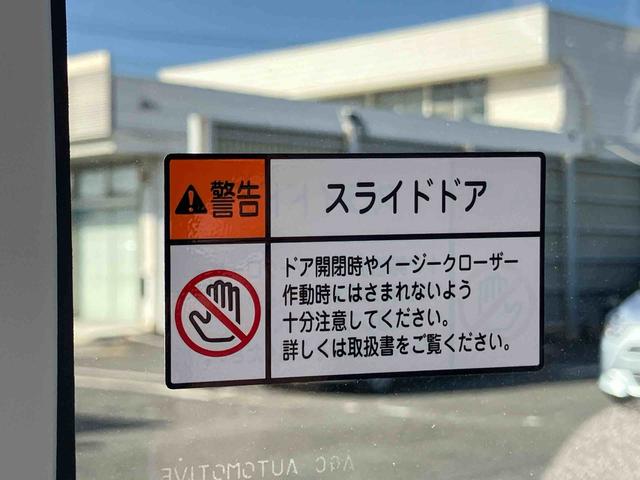 警告
スライドドア
ドア開閉時やイージークローザー
作動時にはさまれないよう
十分注意してください。
詳しくは取扱書をご覧ください。
AGC AUTOMOTIVE